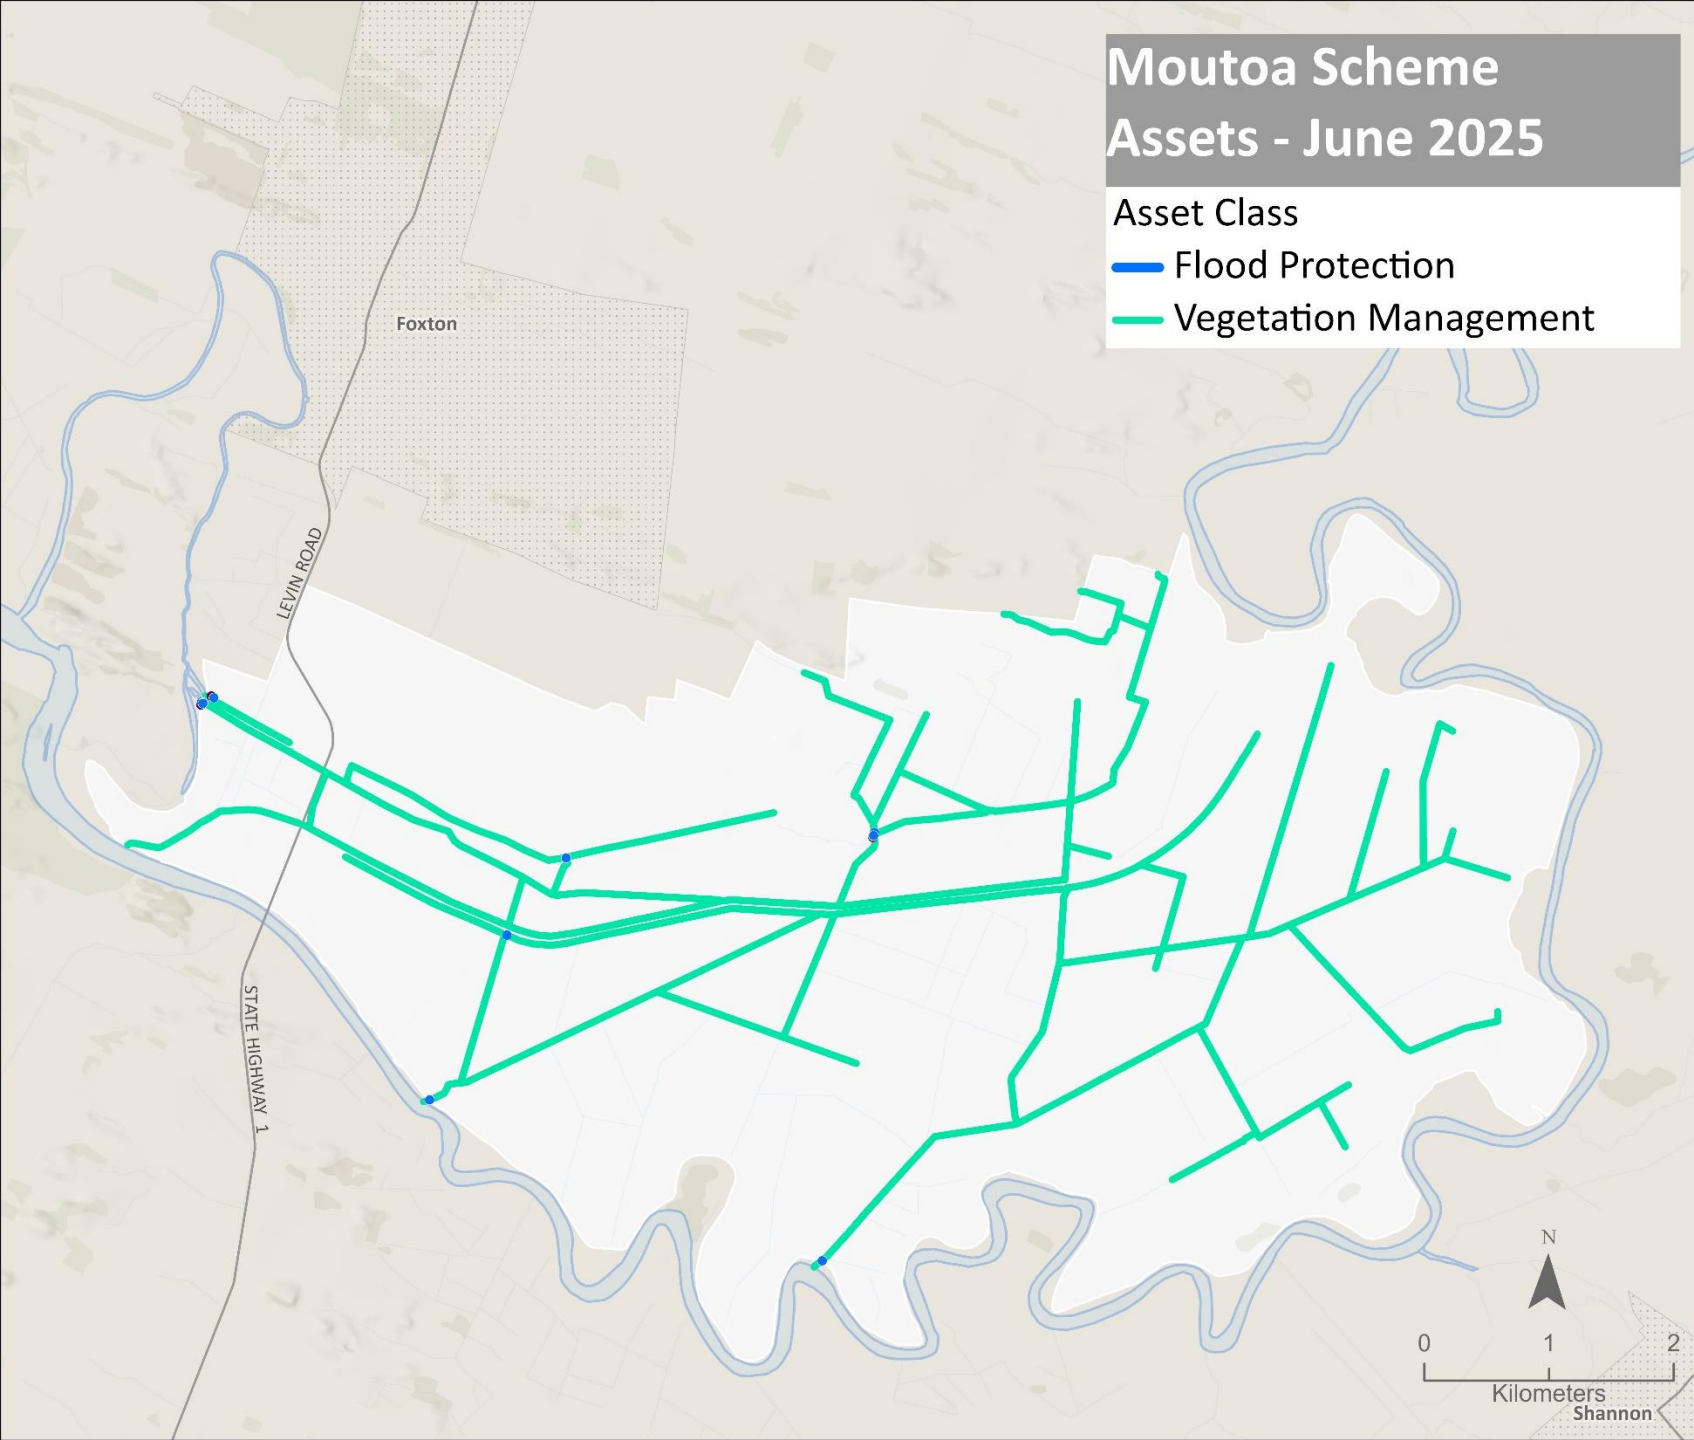 Moutoa Scheme
Assets - June 2025
Asset Class
Flood Protection
Vegetation Management
Foxton
LEVIN ROAD
STATE HIGHWAY 1
N
0 1 2
Kilometers
Shannon